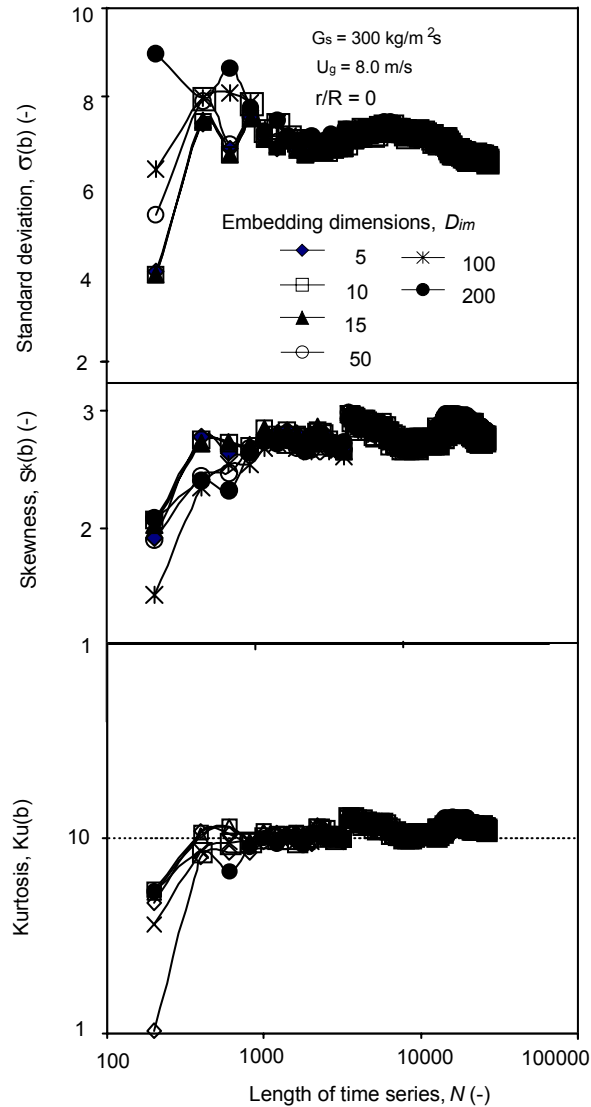 10
8
6
4
2
Standard deviation, σ(b) (-)
Gs = 300 kg/m²s
Ug = 8.0 m/s
r/R = 0
Embedding dimensions, Dim
5
10
15
50
100
200
3
2
1
Skewness, Sk(b) (-)
10
1
Kurtosis, Ku(b)
100
1000
10000
100000
Length of time series, N (-)